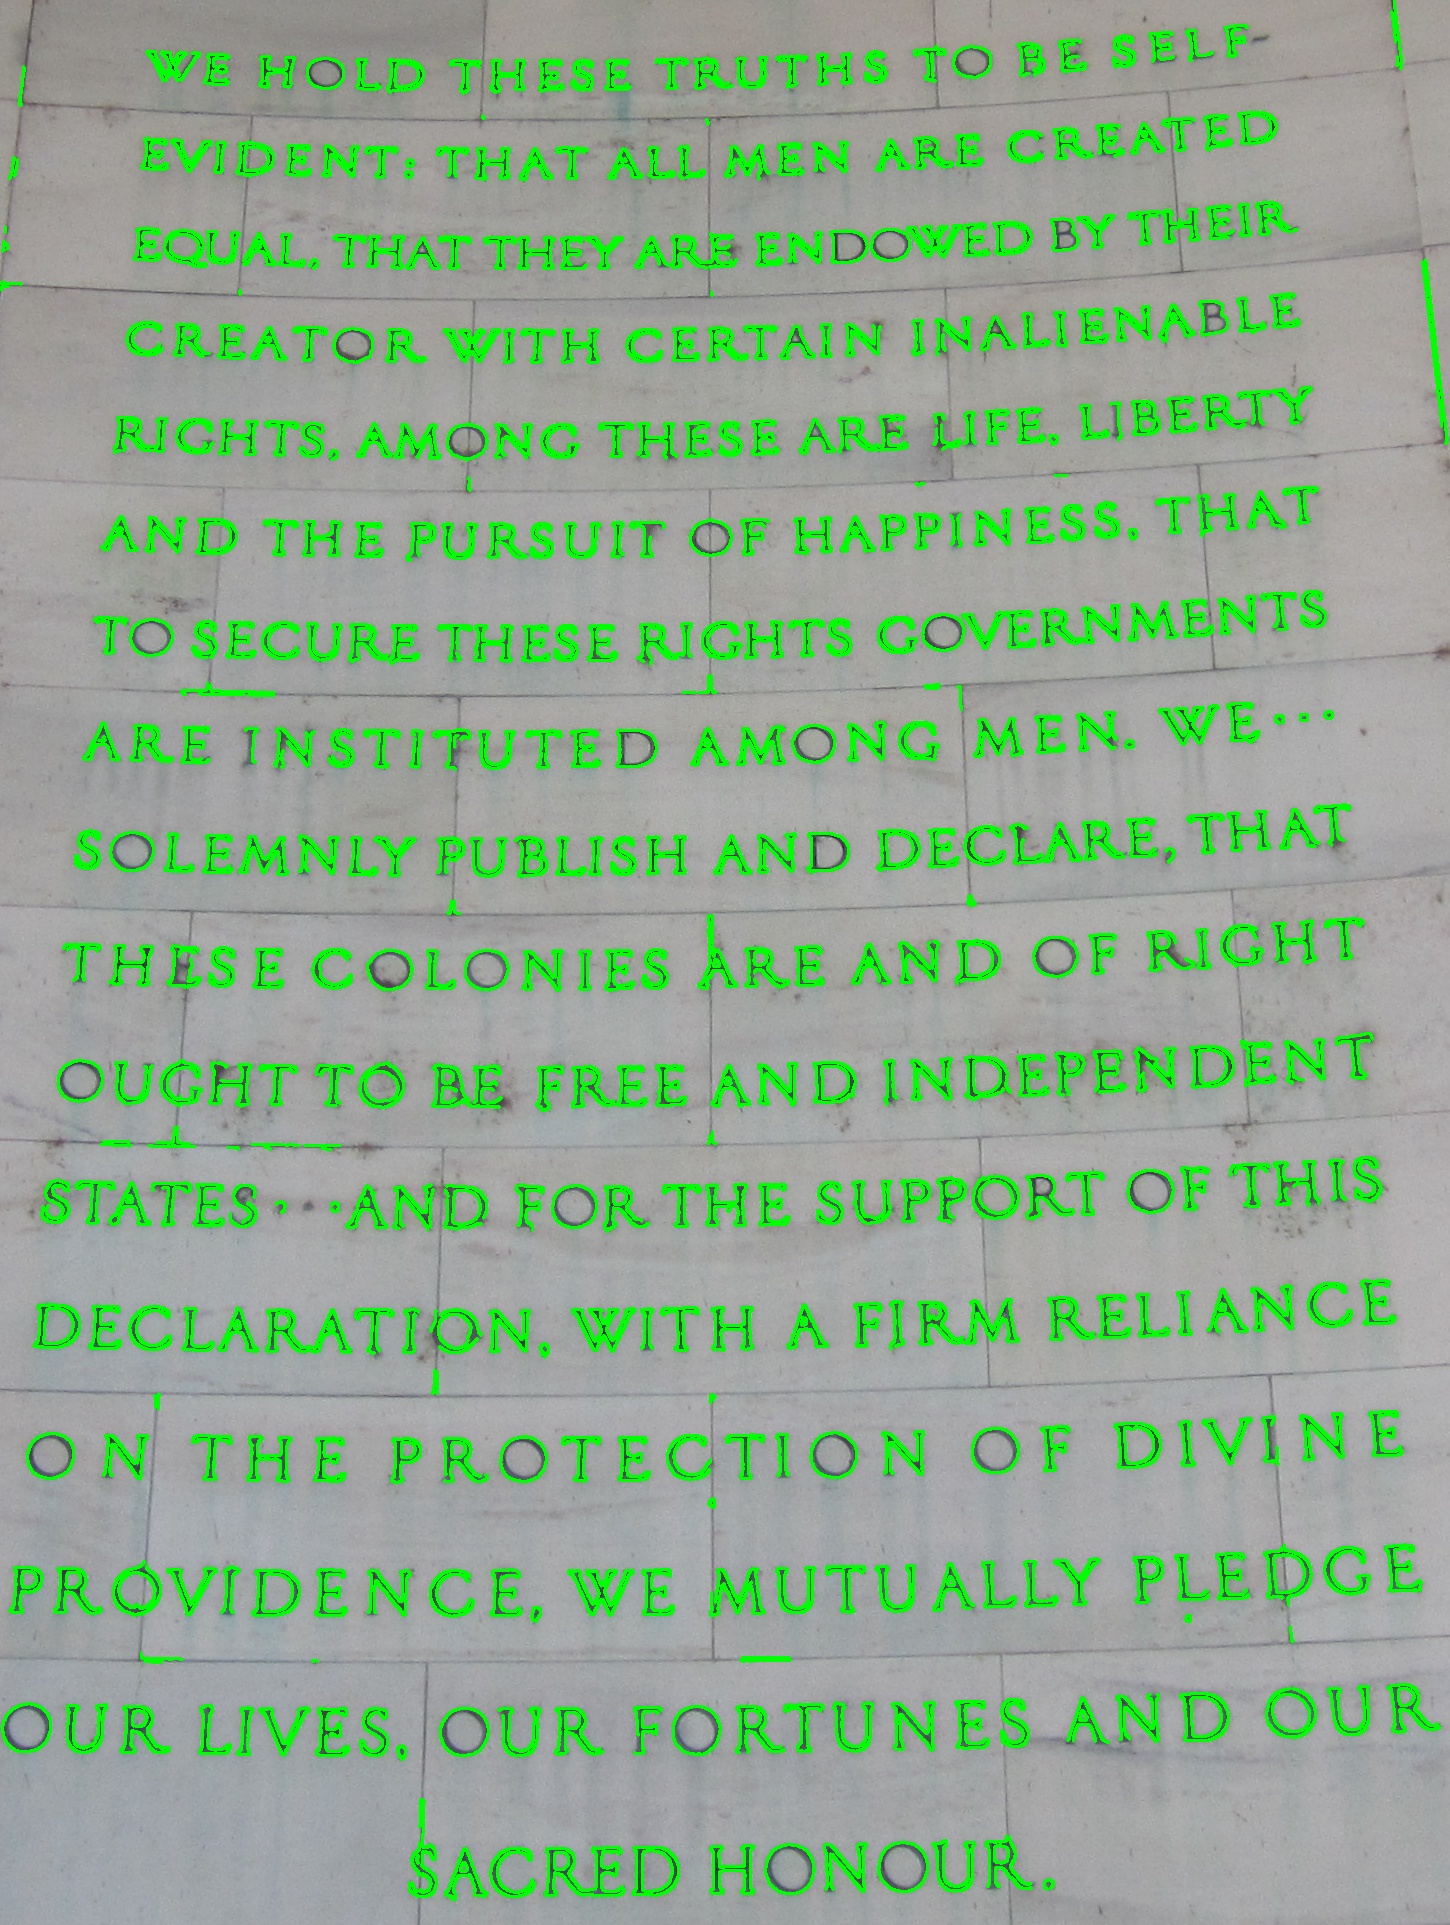 WE HOLD THESE TRUTHS TO BE SELF-
EVIDENT: THAT ALL MEN ARE CREATED
EQUAL, THAT THEY ARE ENDOWED BY THEIR
CREATOR WITH CERTAIN INALIENABLE
RIGHTS, AMONG THESE ARE LIFE, LIBERTY
AND THE PURSUIT OF HAPPINESS, THAT
TO SECURE THESE RIGHTS GOVERNMENTS
ARE INSTITUTED AMONG MEN. WE···
SOLEMNLY PUBLISH AND DECLARE, THAT
THESE COLONIES ARE AND OF RIGHT
OUGHT TO BE FREE AND INDEPENDENT
STATES···AND FOR THE SUPPORT OF THIS
DECLARATION, WITH A FIRM RELIANCE
ON THE PROTECTION OF DIVINE
PROVIDENCE, WE MUTUALLY PLEDGE
OUR LIVES, OUR FORTUNES AND OUR
SACRED HONOUR.